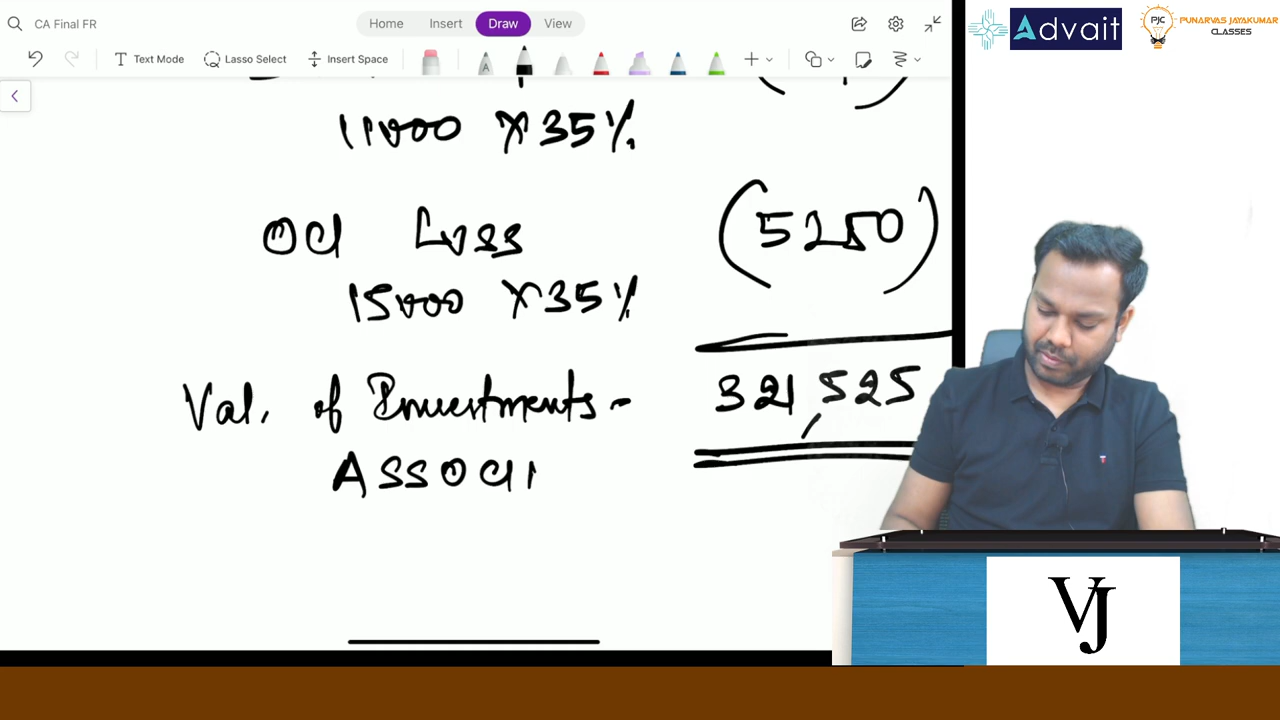 CA Final FR
Home Insert Draw View
Text Mode Lasso Select Insert Space
Advait
PJC
PUNARVAS JAYAKUMAR
CLASSES
11000 X 35%
OCI Loss (5250)
15000 X 35%
Val. of Investments - 321,525
ASSOCI
VJ